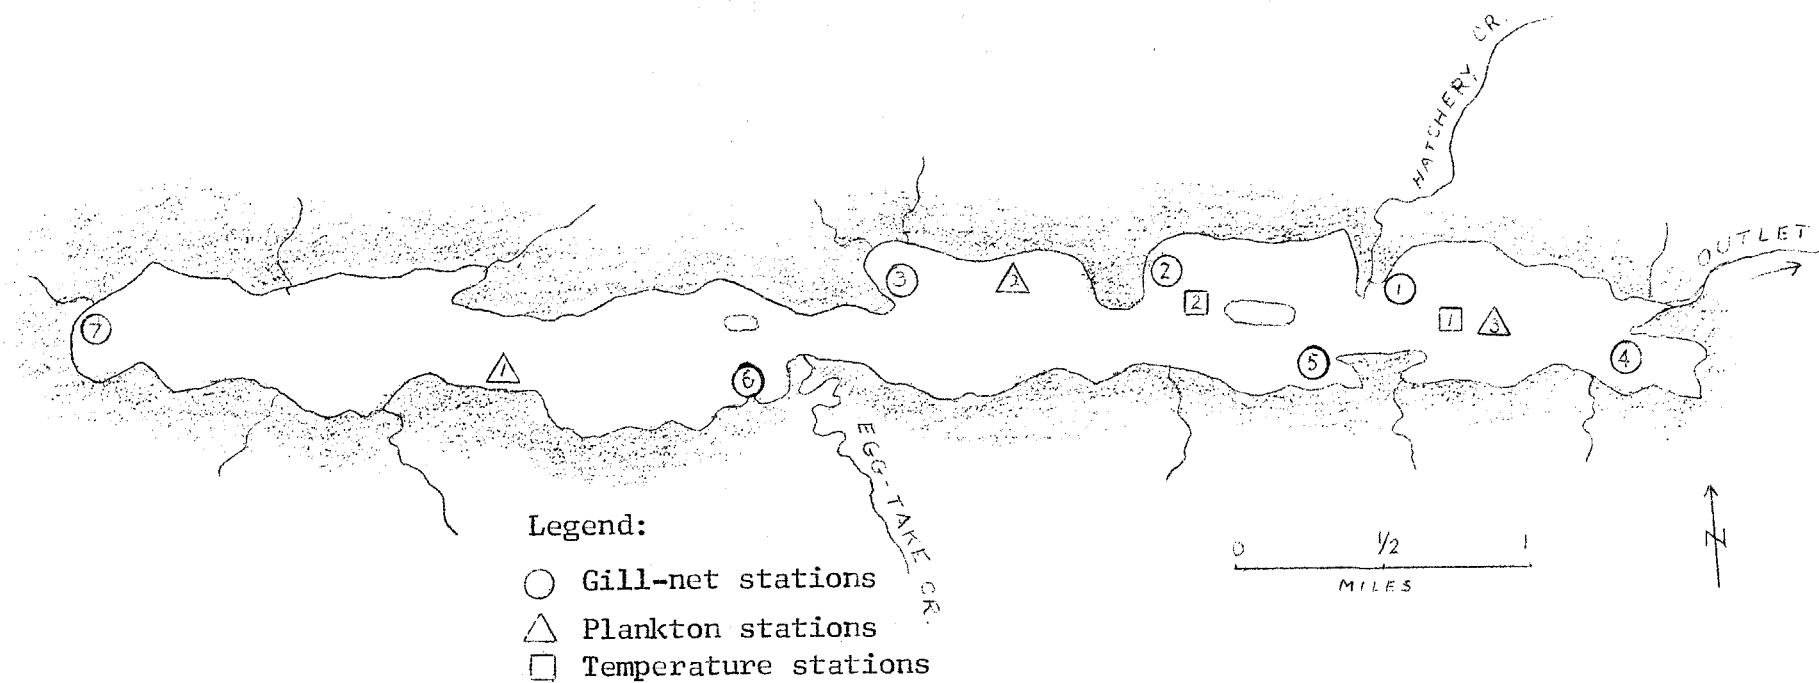 HATCHERY CR.
OUTLET
3
2
2
2
1
1
3
7
1
6
5
4
EGG-TAKE CR.
N
0 1/2 1
MILES
Legend:
Gill-net stations
Plankton stations
Temperature stations